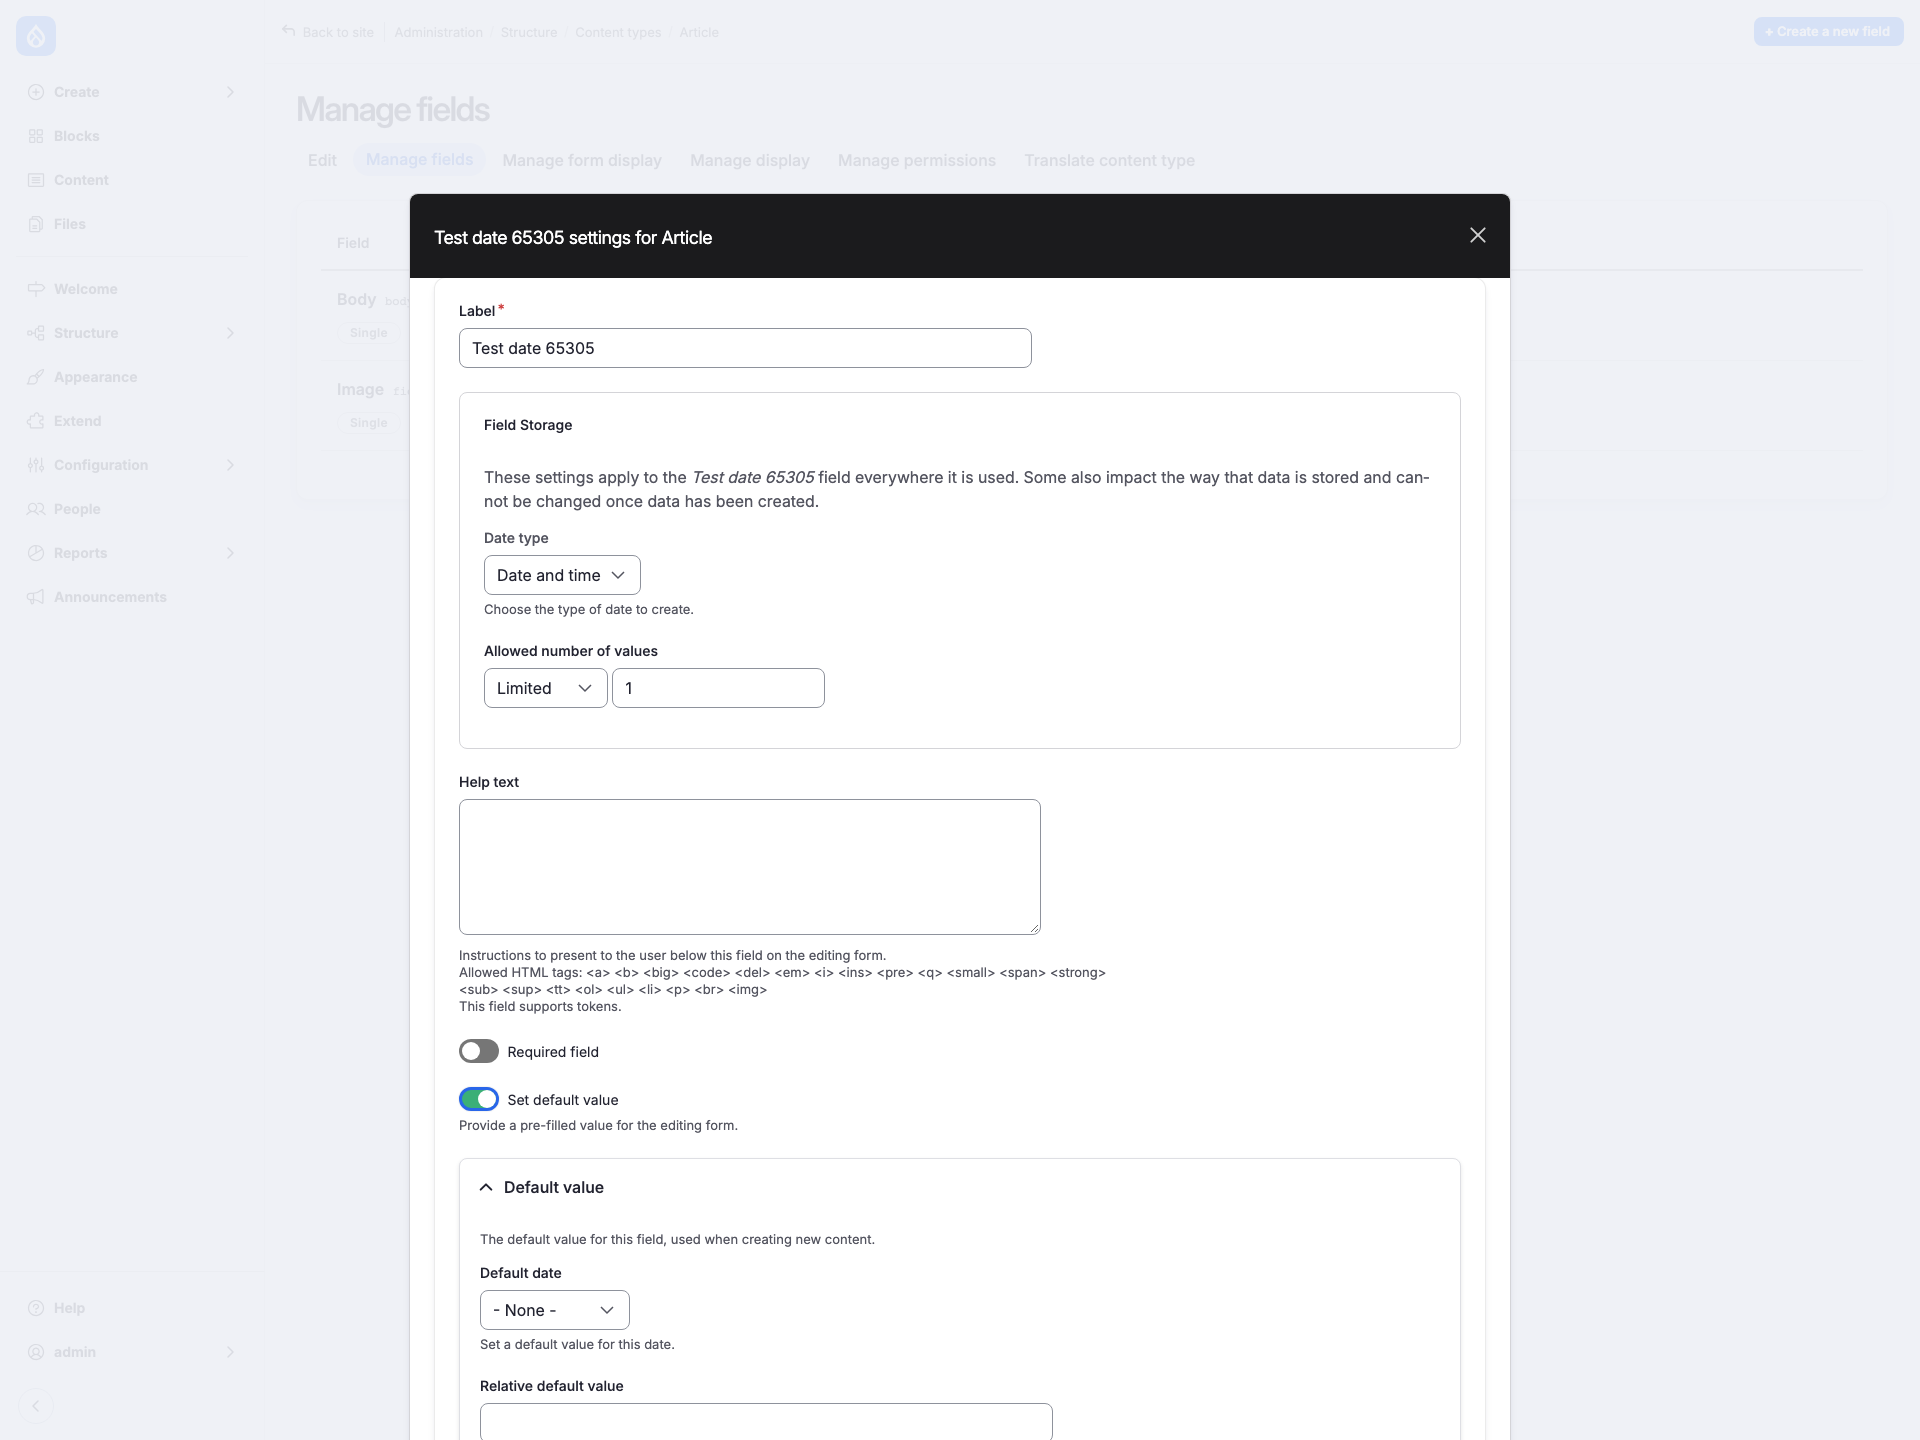 Back to site
Administration
Structure
Content types
Article
+ Create a new field
Create
Blocks
Content
Files
Welcome
Structure
Appearance
Extend
Configuration
People
Reports
Announcements
Help
admin
Manage fields
Edit
Manage fields
Manage form display
Manage display
Manage permissions
Translate content type
Field
Body
Single
Image
Single
Test date 65305 settings for Article
Label*
Test date 65305
Field Storage
These settings apply to the Test date 65305 field everywhere it is used. Some also impact the way that data is stored and can-
not be changed once data has been created.
Date type
Date and time
Choose the type of date to create.
Allowed number of values
Limited
1
Help text
Instructions to present to the user below this field on the editing form.
Allowed HTML tags: <a> <b> <big> <code> <del> <em> <i> <ins> <pre> <q> <small> <span> <strong>
<sub> <sup> <tt> <ol> <ul> <li> <p> <br> <img>
This field supports tokens.
Required field
Set default value
Provide a pre-filled value for the editing form.
Default value
The default value for this field, used when creating new content.
Default date
- None -
Set a default value for this date.
Relative default value